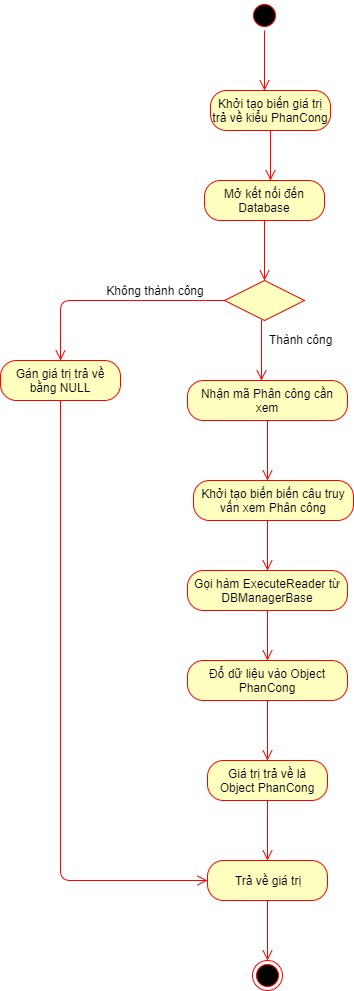 Khởi tạo biến giá trị
trả về kiểu PhanCong
Mở kết nối đến
Database
Không thành công
Thành công
Gán giá trị trả về
bằng NULL
Nhận mã Phân công cần
xem
Khởi tạo biến biến câu truy
vấn xem Phân công
Gọi hàm ExecuteReader từ
DBManagerBase
Đổ dữ liệu vào Object
PhanCong
Giá trị trả về là
Object PhanCong
Trả về giá trị